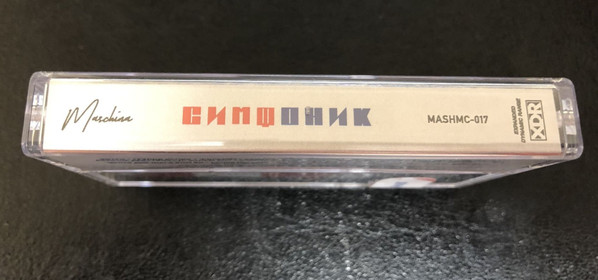 Maschina
СИМФОНИК
MASHMC-017
EXPANDED
DYNAMIC RANGE
XDR